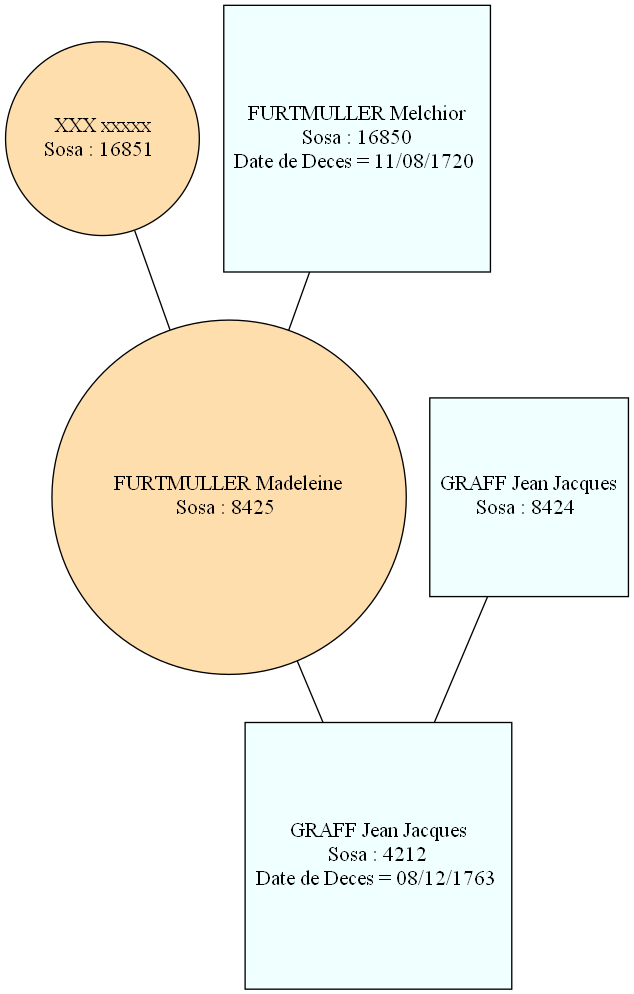 XXX xxxxx
Sosa : 16851
FURTMULLER Melchior
Sosa : 16850
Date de Deces = 11/08/1720
FURTMULLER Madeleine
Sosa : 8425
GRAFF Jean Jacques
Sosa : 8424
GRAFF Jean Jacques
Sosa : 4212
Date de Deces = 08/12/1763